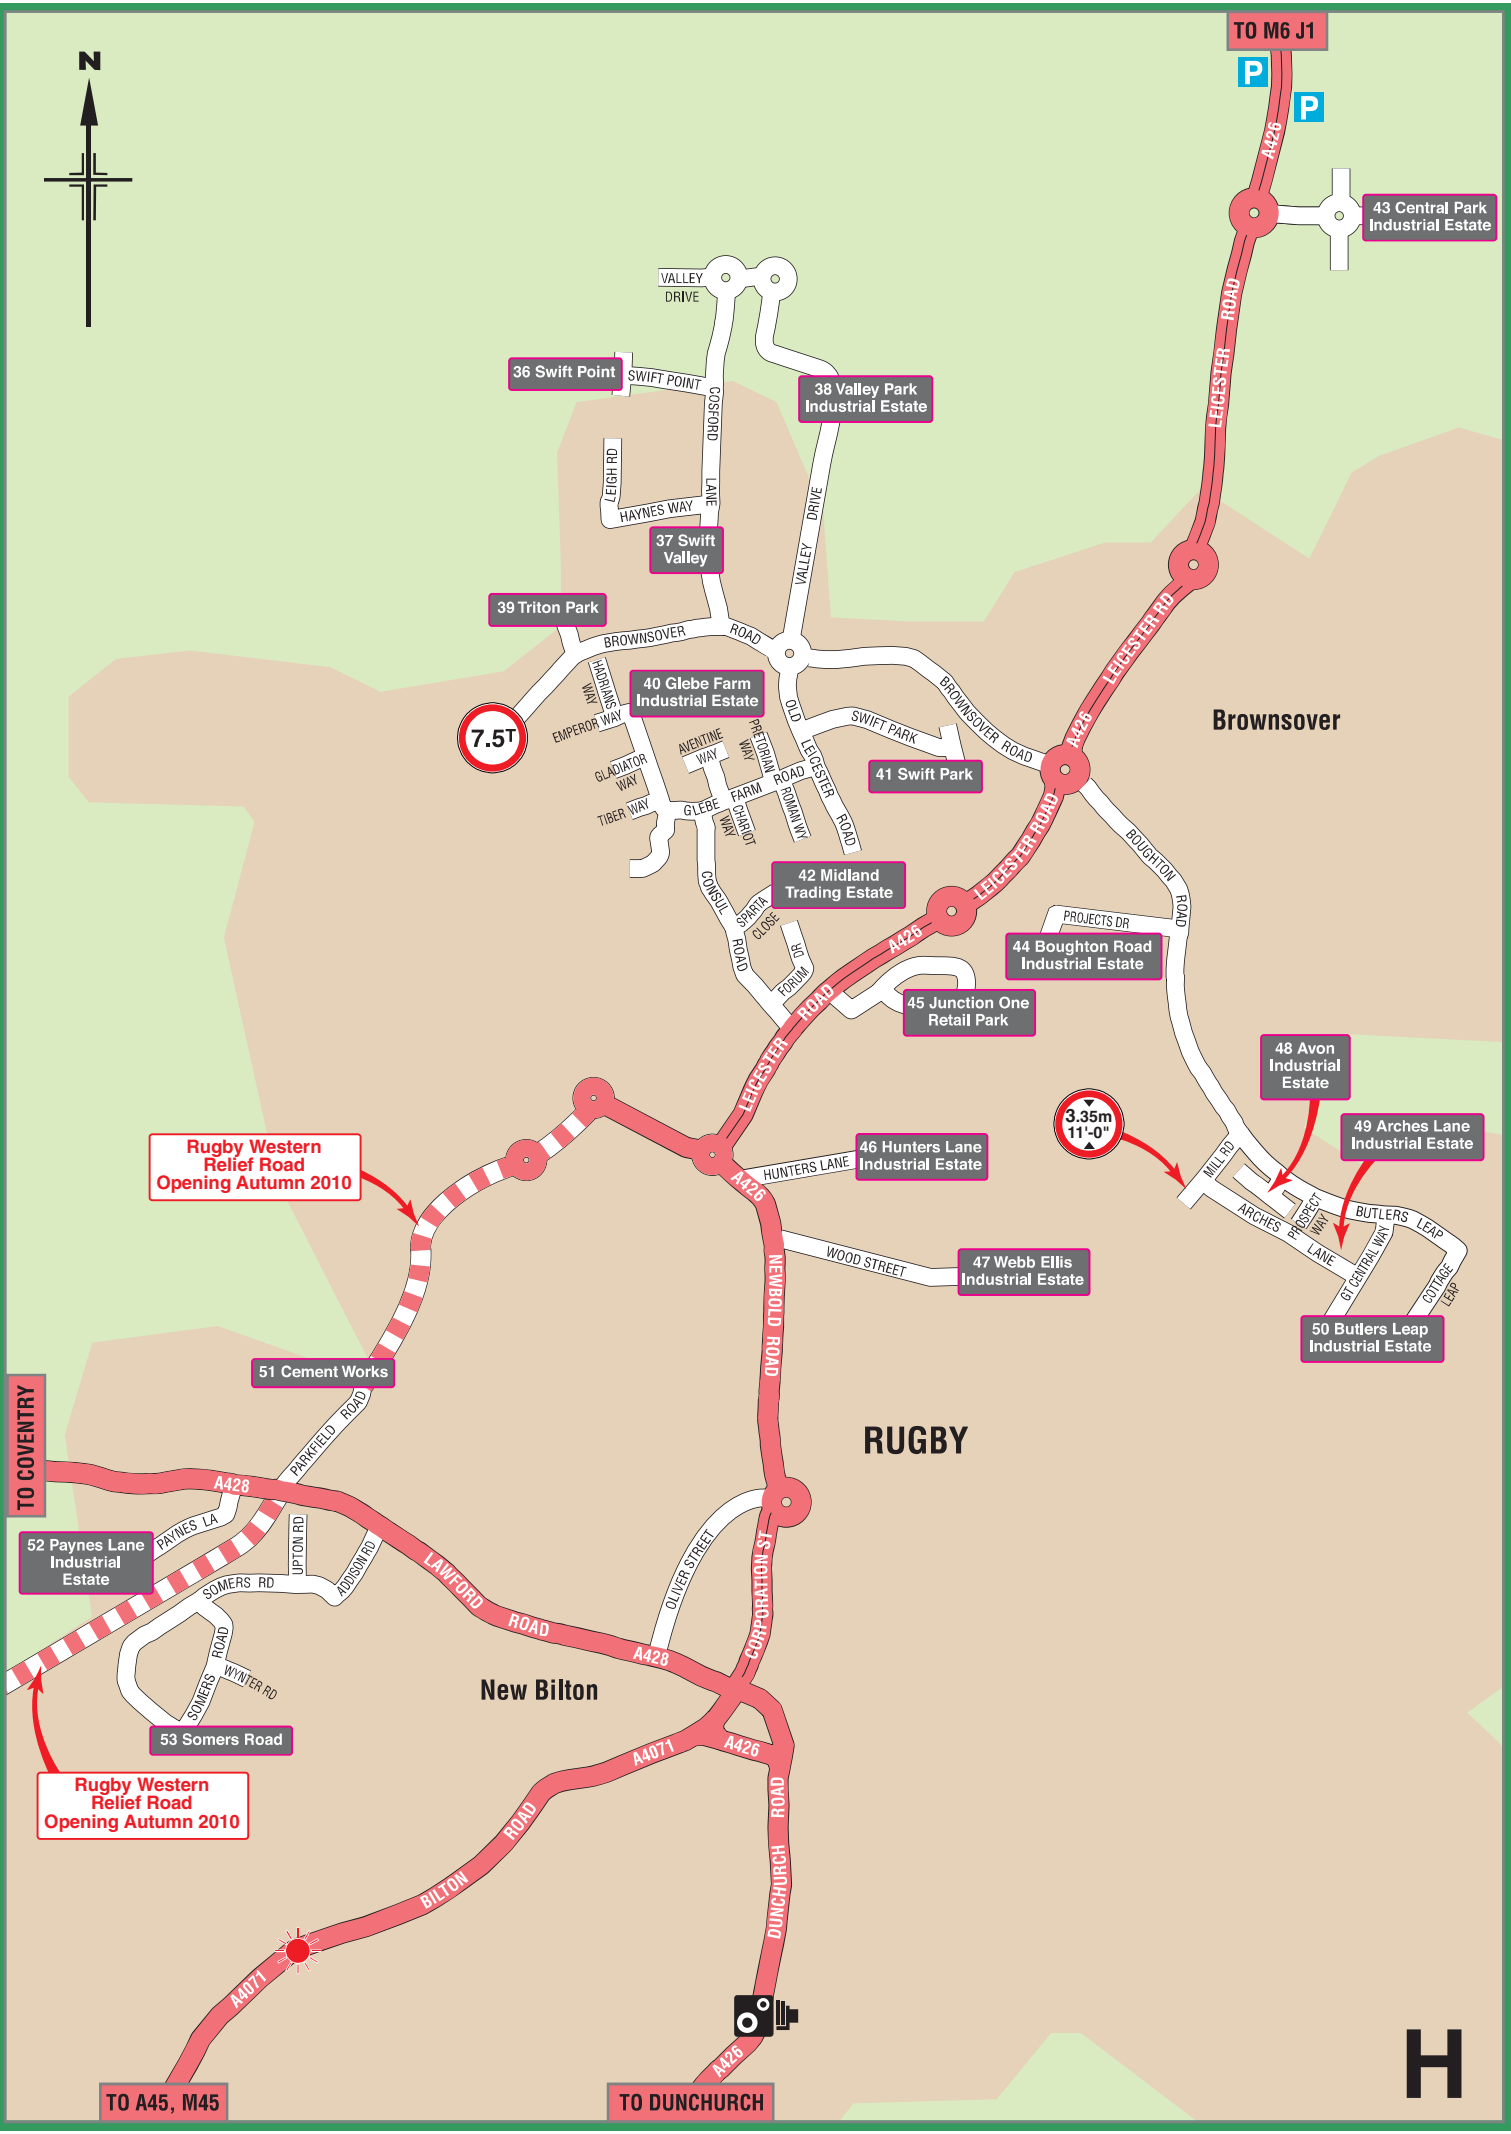 TO M6 J1
N
P
P
A426
43 Central Park
Industrial Estate
VALLEY
DRIVE
LEICESTER ROAD
36 Swift Point
SWIFT POINT
COSFORD LANE
38 Valley Park
Industrial Estate
LEIGH RD
HAYNES WAY
VALLEY DRIVE
37 Swift
Valley
39 Triton Park
BROWNSOVER ROAD
LEICESTER RD
HADRIANS
WAY
40 Glebe Farm
Industrial Estate
BROWNSOVER ROAD
Brownsover
7.5T
EMPEROR WAY
OLD LEICESTER ROAD
SWIFT PARK
A426
AVENTINE
WAY
PRETORIAN
WAY
GLADIATOR
WAY
41 Swift Park
TIBER WAY
GLEBE FARM ROAD
CHARIOT
WAY
ROMAN WY
LEICESTER ROAD
BOUGHTON ROAD
42 Midland
Trading Estate
CONSUL ROAD
SPARTA
CLOSE
PROJECTS DR
A426
44 Boughton Road
Industrial Estate
FORUM DR
45 Junction One
Retail Park
LEICESTER ROAD
48 Avon
Industrial
Estate
3.35m
11'-0"
49 Arches Lane
Industrial Estate
Rugby Western
Relief Road
Opening Autumn 2010
46 Hunters Lane
Industrial Estate
HUNTERS LANE
A426
MILL RD
ARCHES LANE
PROSPECT
WAY
BUTLERS LEAP
WOOD STREET
47 Webb Ellis
Industrial Estate
GT CENTRAL WAY
COTTAGE
LEAP
NEWBOLD ROAD
50 Butlers Leap
Industrial Estate
51 Cement Works
PARKFIELD ROAD
TO COVENTRY
RUGBY
A428
PAYNES LA
52 Paynes Lane
Industrial
Estate
UPTON RD
ADDISON RD
SOMERS RD
LAWFORD ROAD
OLIVER STREET
CORPORATION ST
A428
SOMERS ROAD
WYNTER RD
New Bilton
53 Somers Road
A4071
A426
Rugby Western
Relief Road
Opening Autumn 2010
BILTON ROAD
DUNCHURCH ROAD
A4071
A426
H
TO A45, M45
TO DUNCHURCH